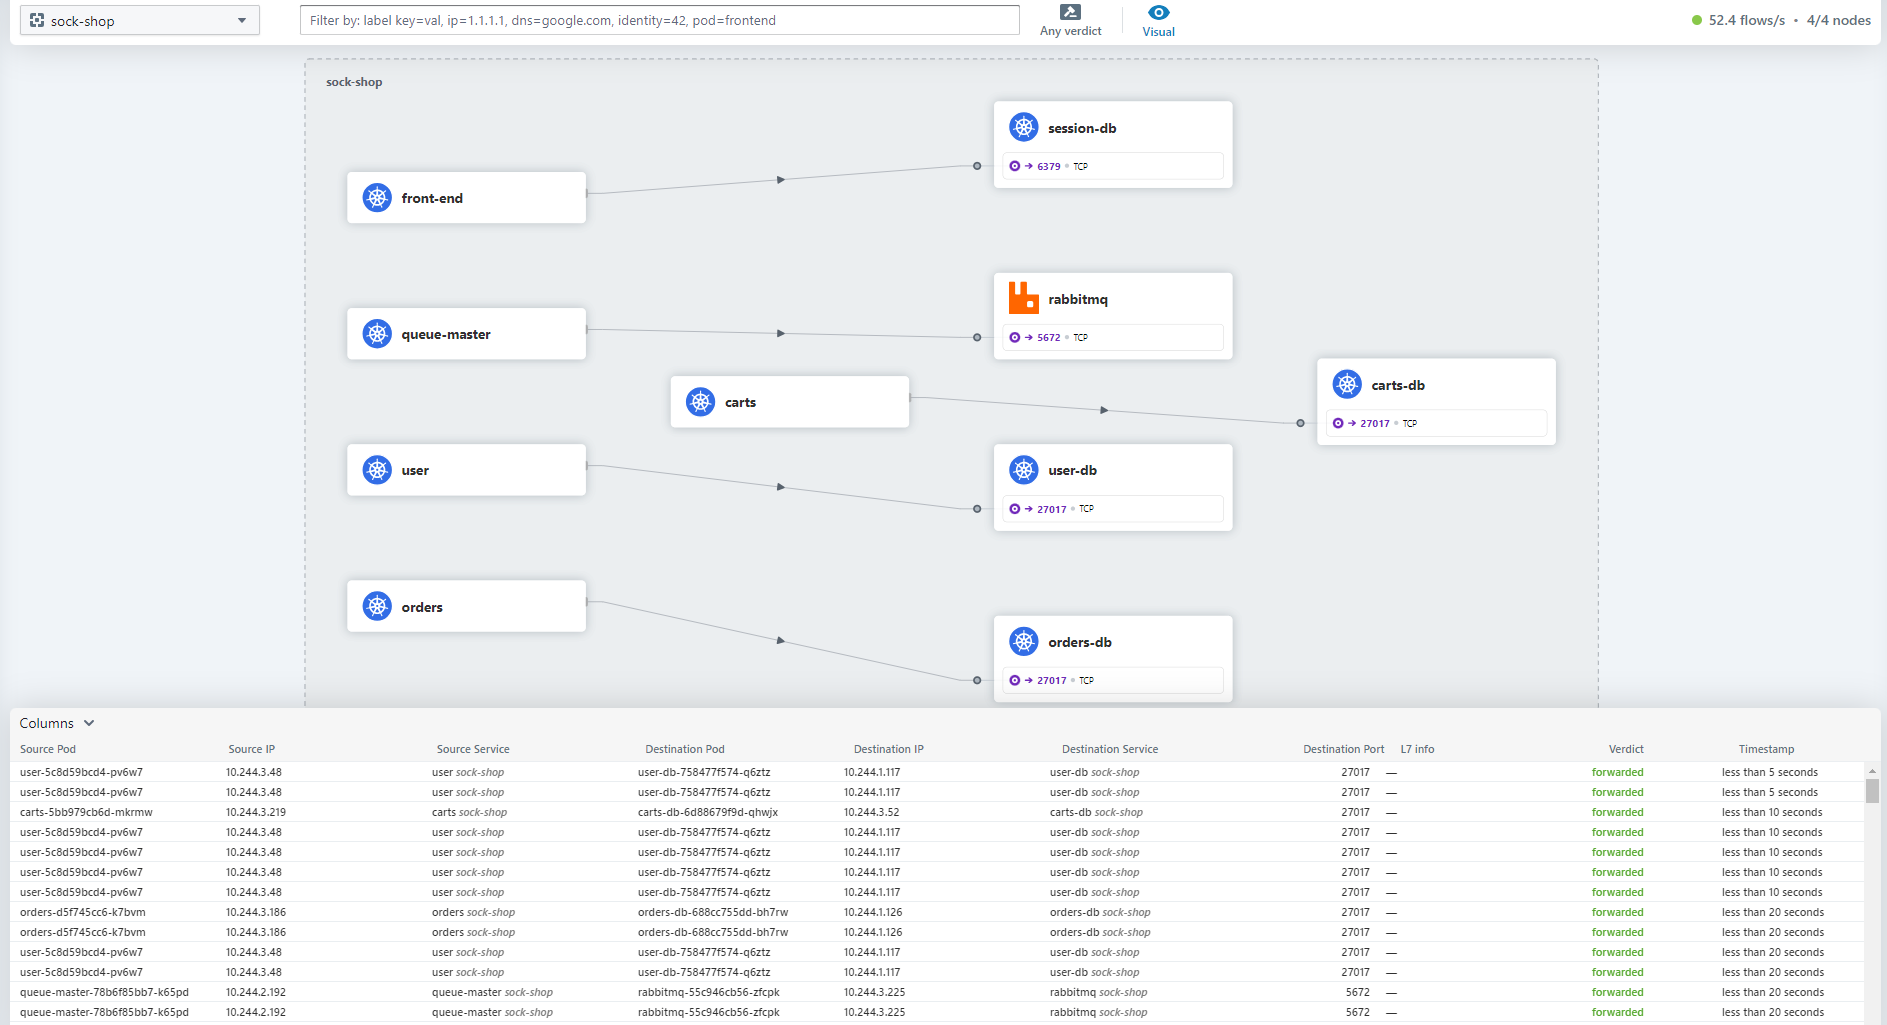 sock-shop
Filter by: label key=val, ip=1.1.1.1, dns=google.com, identity=42, pod=frontend
Any verdict
Visual
52.4 flows/s • 4/4 nodes
sock-shop
session-db
→ 6379 • TCP
front-end
rabbitmq
→ 5672 • TCP
queue-master
carts-db
→ 27017 • TCP
carts
user
user-db
→ 27017 • TCP
orders
orders-db
→ 27017 • TCP
Columns
Source Pod Source IP Source Service Destination Pod Destination IP Destination Service Destination Port L7 info Verdict Timestamp
user-5c8d59bcd4-pv6w7 10.244.3.48 user sock-shop user-db-758477f574-q6ztz 10.244.1.117 user-db sock-shop 27017 — forwarded less than 5 seconds
user-5c8d59bcd4-pv6w7 10.244.3.48 user sock-shop user-db-758477f574-q6ztz 10.244.1.117 user-db sock-shop 27017 — forwarded less than 5 seconds
carts-5bb979cb6d-mkrmw 10.244.3.219 carts sock-shop carts-db-6d88679f9d-qhwjx 10.244.3.52 carts-db sock-shop 27017 — forwarded less than 10 seconds
user-5c8d59bcd4-pv6w7 10.244.3.48 user sock-shop user-db-758477f574-q6ztz 10.244.1.117 user-db sock-shop 27017 — forwarded less than 10 seconds
user-5c8d59bcd4-pv6w7 10.244.3.48 user sock-shop user-db-758477f574-q6ztz 10.244.1.117 user-db sock-shop 27017 — forwarded less than 10 seconds
user-5c8d59bcd4-pv6w7 10.244.3.48 user sock-shop user-db-758477f574-q6ztz 10.244.1.117 user-db sock-shop 27017 — forwarded less than 10 seconds
user-5c8d59bcd4-pv6w7 10.244.3.48 user sock-shop user-db-758477f574-q6ztz 10.244.1.117 user-db sock-shop 27017 — forwarded less than 10 seconds
orders-d5f745cc6-k7bvm 10.244.3.186 orders sock-shop orders-db-688cc755dd-bh7rw 10.244.1.126 orders-db sock-shop 27017 — forwarded less than 20 seconds
orders-d5f745cc6-k7bvm 10.244.3.186 orders sock-shop orders-db-688cc755dd-bh7rw 10.244.1.126 orders-db sock-shop 27017 — forwarded less than 20 seconds
user-5c8d59bcd4-pv6w7 10.244.3.48 user sock-shop user-db-758477f574-q6ztz 10.244.1.117 user-db sock-shop 27017 — forwarded less than 20 seconds
user-5c8d59bcd4-pv6w7 10.244.3.48 user sock-shop user-db-758477f574-q6ztz 10.244.1.117 user-db sock-shop 27017 — forwarded less than 20 seconds
queue-master-78b6f85bb7-k65pd 10.244.2.192 queue-master sock-shop rabbitmq-55c946cb56-zfcpk 10.244.3.225 rabbitmq sock-shop 5672 — forwarded less than 20 seconds
queue-master-78b6f85bb7-k65pd 10.244.2.192 queue-master sock-shop rabbitmq-55c946cb56-zfcpk 10.244.3.225 rabbitmq sock-shop 5672 — forwarded less than 20 seconds